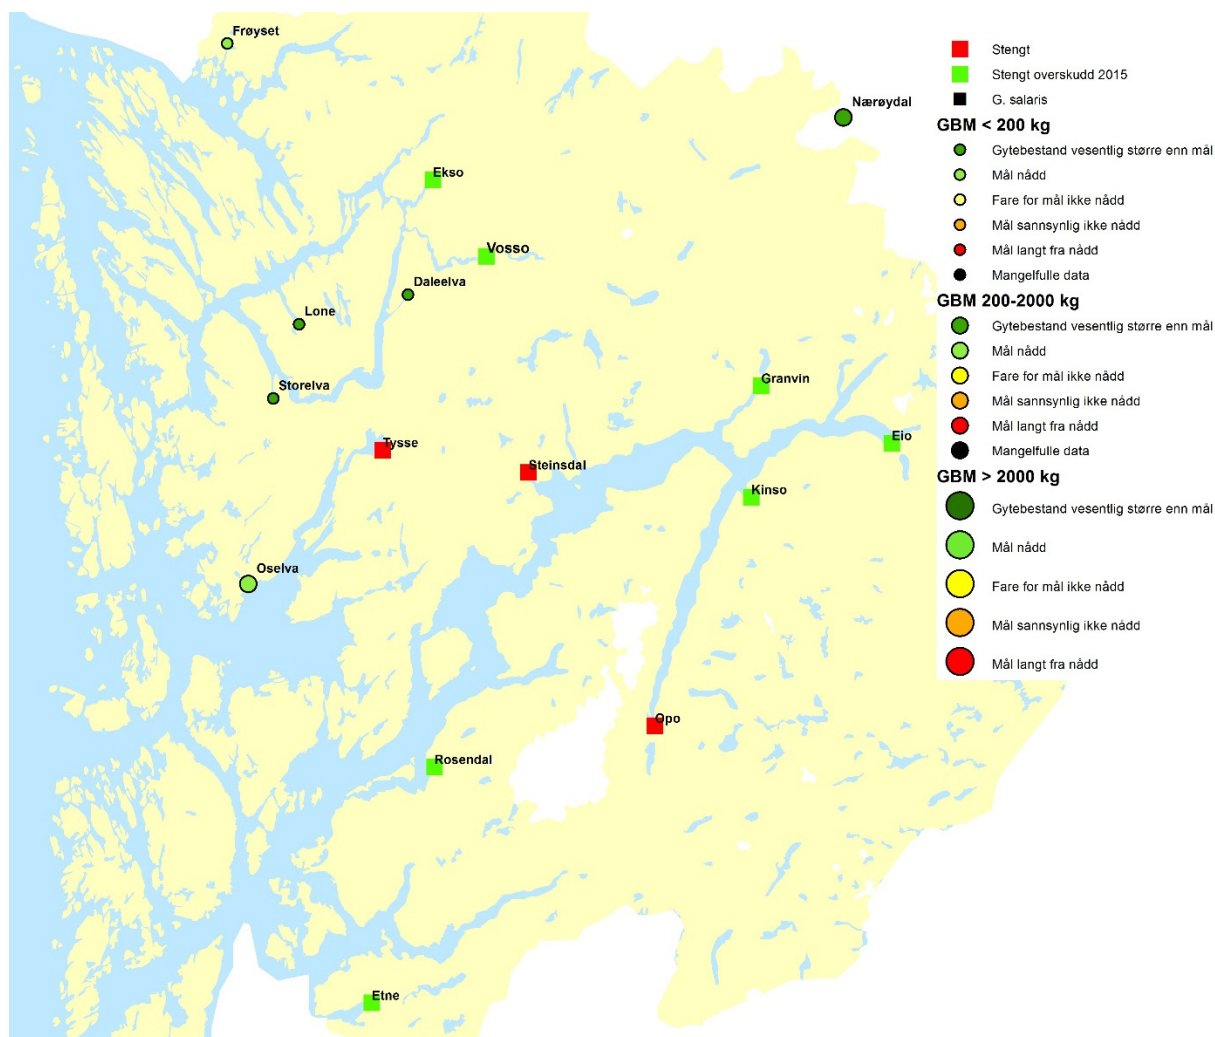 Frøyset
Nærøydal
Ekso
Vosso
Daleelva
Lone
Storelva
Granvin
Tysse
Eio
Steinsdal
Kinso
Oselva
Opo
Rosendal
Etne
Stengt
Stengt overskudd 2015
G. salaris
GBM < 200 kg
Gytebestand vesentlig større enn mål
Mål nådd
Fare for mål ikke nådd
Mål sannsynlig ikke nådd
Mål langt fra nådd
Mangelfulle data
GBM 200-2000 kg
Gytebestand vesentlig større enn mål
Mål nådd
Fare for mål ikke nådd
Mål sannsynlig ikke nådd
Mål langt fra nådd
Mangelfulle data
GBM > 2000 kg
Gytebestand vesentlig større enn mål
Mål nådd
Fare for mål ikke nådd
Mål sannsynlig ikke nådd
Mål langt fra nådd